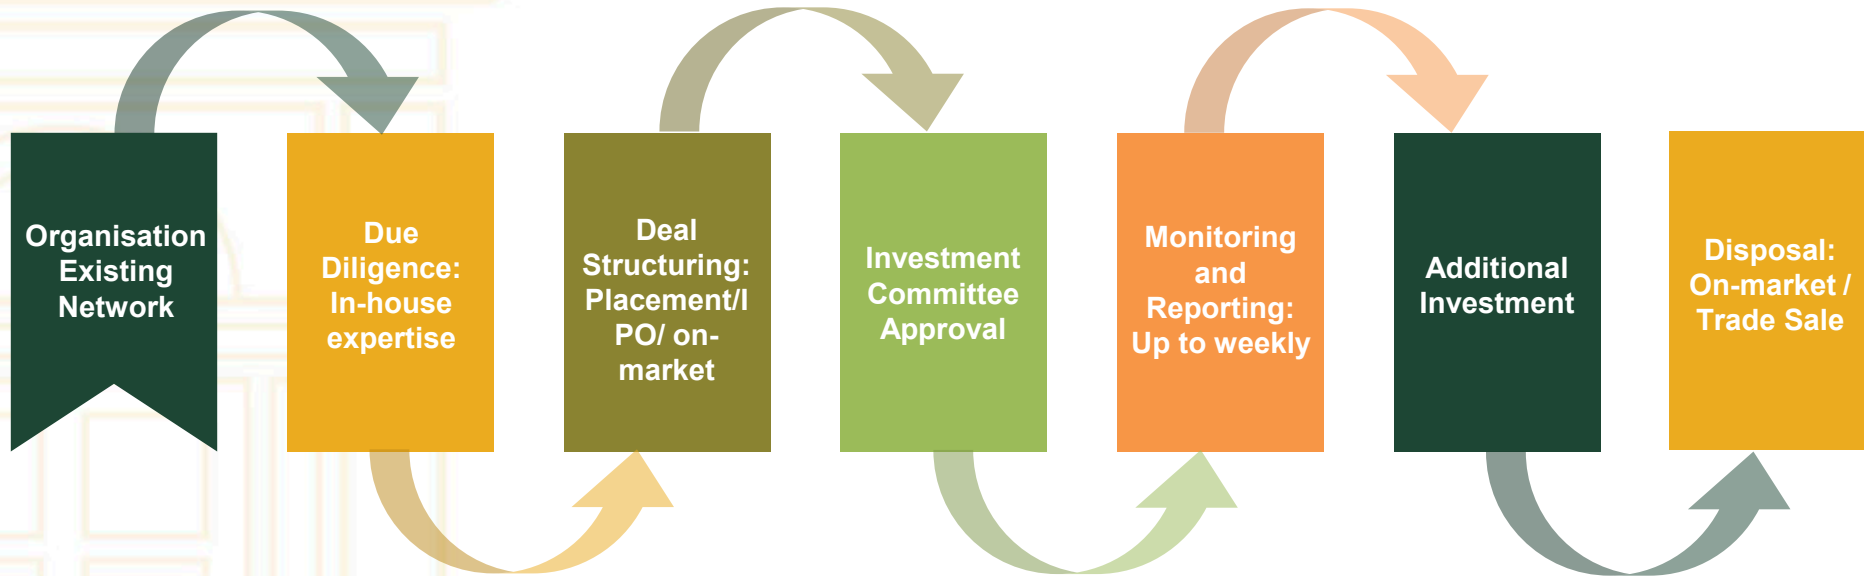 Organisation
Existing
Network
Due
Diligence:
In-house
expertise
Deal
Structuring:
Placement/I
PO/ on-
market
Investment
Committee
Approval
Monitoring
and
Reporting:
Up to weekly
Additional
Investment
Disposal:
On-market /
Trade Sale